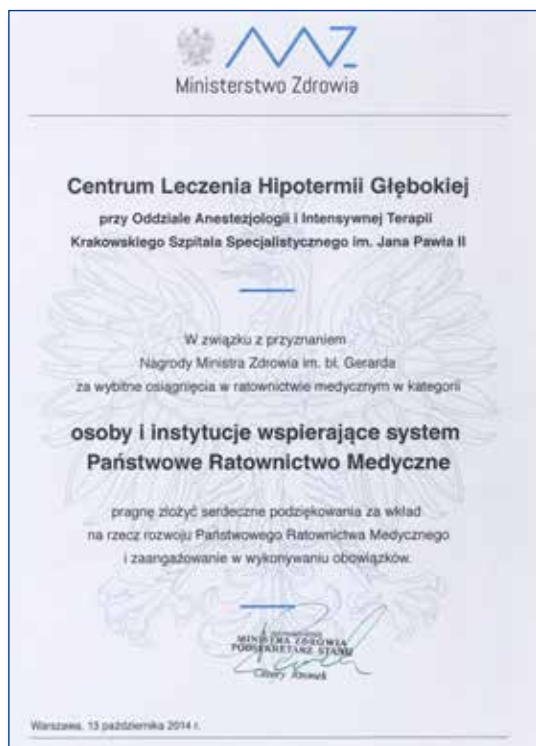 MZ
Ministerstwo Zdrowia
Centrum Leczenia Hipotermii Głębokiej
przy Oddziale Anestezjologii i Intensywnej Terapii
Krakowskiego Szpitala Specjalistycznego im. Jana Pawła II
W związku z przyznaniem
Nagrody Ministra Zdrowia im. bł. Gerarda
za wybitne osiągnięcia w ratownictwie medycznym w kategorii
osoby i instytucje wspierające system
Państwowe Ratownictwo Medyczne
pragnę złożyć serdeczne podziękowania za wkład
na rzecz rozwoju Państwowego Ratownictwa Medycznego
i zaangażowanie w wykonywaniu obowiązków.
MINISTRA ZDROWIA
PODSEKRETARZ STANU
Cezary Rzemek
Warszawa, 13 października 2014 r.